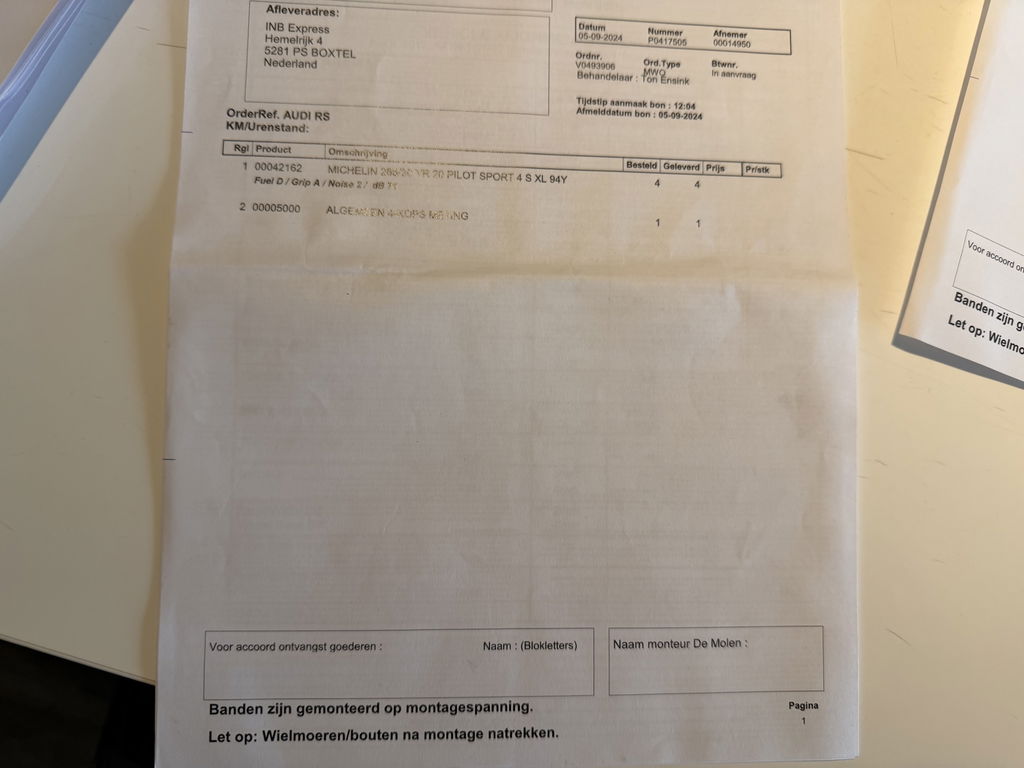 Afleveradres:
INB Express
Hemelrijk 4
5281 PS BOXTEL
Nederland
Datum Nummer Afnemer
05-09-2024 P0417505 00014950
Ordnr. Ord.Type Btwnr.
V0493906 MWO In aanvraag
Behandelaar : Ton Ensink
Tijdstip aanmaak bon : 12:04
Afmelddatum bon : 05-09-2024
OrderRef. AUDI RS
KM/Urenstand:
Rgl Product Omschrijving Besteld Geleverd Prijs Pr/stk
1 00042162 MICHELIN 20 PILOT SPORT 4 S XL 94Y 4 4
Fuel D / Grip A / Noise dB 71
2 00005000 ALGEMEEN 1 1
Voor accoord ontvangst goederen : Naam : (Blokletters)
Naam monteur De Molen :
Banden zijn gemonteerd op montagespanning.
Let op: Wielmoeren/bouten na montage natrekken.
Pagina
1
Voor accoord on
Banden zijn g
Let op: Wielmo